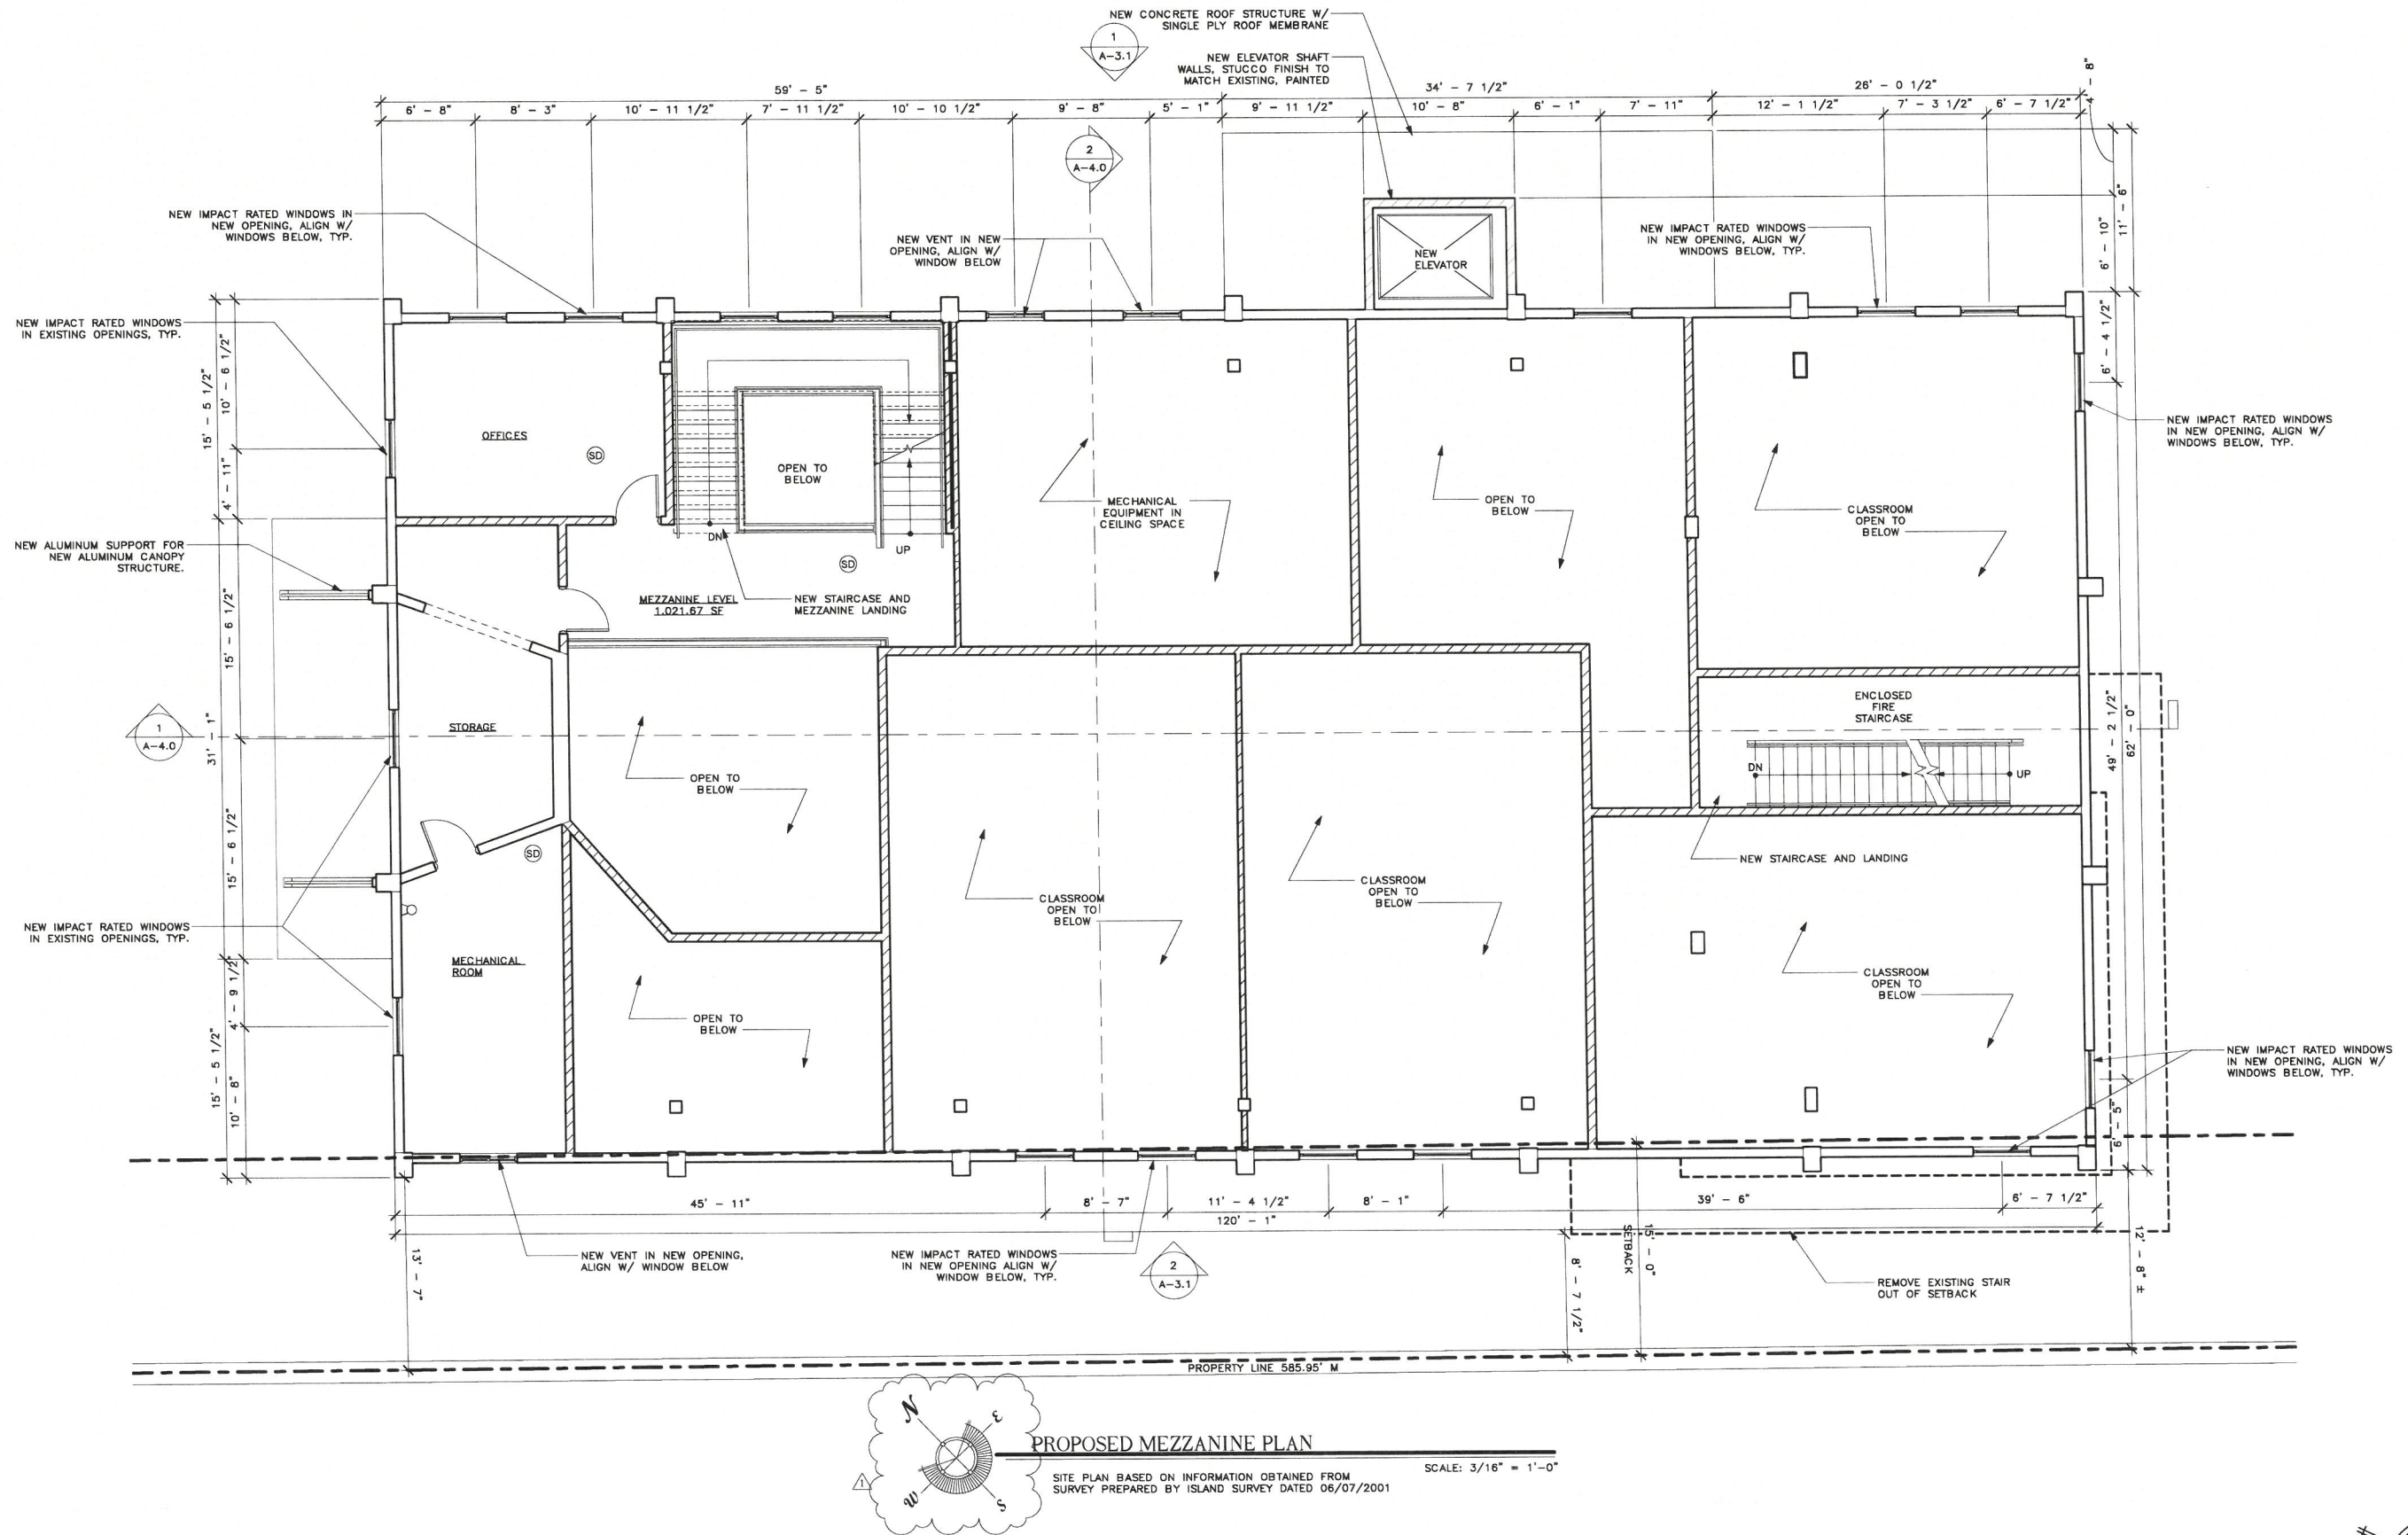 NEW CONCRETE ROOF STRUCTURE W/
SINGLE PLY ROOF MEMBRANE
1
A-3.1
NEW ELEVATOR SHAFT
WALLS, STUCCO FINISH TO
MATCH EXISTING, PAINTED
59' - 5"
34' - 7 1/2"
26' - 0 1/2"
4' - 8"
6' - 8"
8' - 3"
10' - 11 1/2"
7' - 11 1/2"
10' - 10 1/2"
9' - 8"
5' - 1"
9' - 11 1/2"
10' - 8"
6' - 1"
7' - 11"
12' - 1 1/2"
7' - 3 1/2"
6' - 7 1/2"
2
A-4.0
NEW IMPACT RATED WINDOWS IN
NEW OPENING, ALIGN W/
WINDOWS BELOW, TYP.
NEW VENT IN NEW
OPENING, ALIGN W/
WINDOW BELOW
NEW
ELEVATOR
NEW IMPACT RATED WINDOWS
IN NEW OPENING, ALIGN W/
WINDOWS BELOW, TYP.
6' - 10"
11' - 6"
NEW IMPACT RATED WINDOWS
IN EXISTING OPENINGS, TYP.
15' - 5 1/2"
10' - 6 1/2"
4' - 11"
6' - 4 1/2"
OFFICES
SD
OPEN TO
BELOW
MECHANICAL
EQUIPMENT IN
CEILING SPACE
OPEN TO
BELOW
CLASSROOM
OPEN TO
BELOW
NEW IMPACT RATED WINDOWS
IN NEW OPENING, ALIGN W/
WINDOWS BELOW, TYP.
NEW ALUMINUM SUPPORT FOR
NEW ALUMINUM CANOPY
STRUCTURE.
DN
UP
SD
MEZZANINE LEVEL
1,021.67 SF
NEW STAIRCASE AND
MEZZANINE LANDING
15' - 6 1/2"
31' - 1"
15' - 6 1/2"
1
A-4.0
STORAGE
OPEN TO
BELOW
ENCLOSED
FIRE
STAIRCASE
DN
UP
49' - 2 1/2"
62' - 0"
SD
NEW STAIRCASE AND LANDING
CLASSROOM
OPEN TO
BELOW
CLASSROOM
OPEN TO
BELOW
NEW IMPACT RATED WINDOWS
IN EXISTING OPENINGS, TYP.
MECHANICAL
ROOM
4' - 9 1/2"
15' - 5 1/2"
10' - 8"
OPEN TO
BELOW
CLASSROOM
OPEN TO
BELOW
NEW IMPACT RATED WINDOWS
IN NEW OPENING, ALIGN W/
WINDOWS BELOW, TYP.
6' - 5"
45' - 11"
8' - 7"
11' - 4 1/2"
8' - 1"
39' - 6"
6' - 7 1/2"
120' - 1"
13' - 7"
NEW VENT IN NEW OPENING,
ALIGN W/ WINDOW BELOW
NEW IMPACT RATED WINDOWS
IN NEW OPENING ALIGN W/
WINDOW BELOW, TYP.
2
A-3.1
8' - 7 1/2"
15' - 0"
SETBACK
REMOVE EXISTING STAIR
OUT OF SETBACK
12' - 8" ±
PROPERTY LINE 585.95' M
N
E
W
S
1
PROPOSED MEZZANINE PLAN
SCALE: 3/16" = 1'-0"
SITE PLAN BASED ON INFORMATION OBTAINED FROM
SURVEY PREPARED BY ISLAND SURVEY DATED 06/07/2001